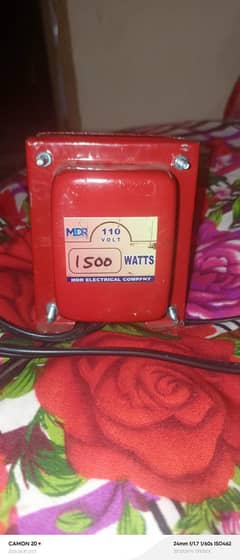 MDR 110
VOLT
1500 WATTS
MDR ELECTRICAL COMPANY
CAMON 20
24mm f/1.7 1/60s ISO462